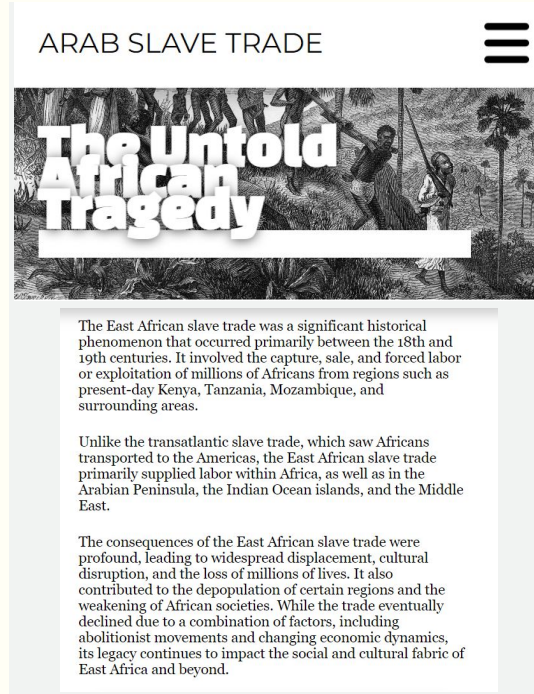 ARAB SLAVE TRADE
The Untold
African
Tragedy
The East African slave trade was a significant historical
phenomenon that occurred primarily between the 18th and
19th centuries. It involved the capture, sale, and forced labor
or exploitation of millions of Africans from regions such as
present-day Kenya, Tanzania, Mozambique, and
surrounding areas.
Unlike the transatlantic slave trade, which saw Africans
transported to the Americas, the East African slave trade
primarily supplied labor within Africa, as well as in the
Arabian Peninsula, the Indian Ocean islands, and the Middle
East.
The consequences of the East African slave trade were
profound, leading to widespread displacement, cultural
disruption, and the loss of millions of lives. It also
contributed to the depopulation of certain regions and the
weakening of African societies. While the trade eventually
declined due to a combination of factors, including
abolitionist movements and changing economic dynamics,
its legacy continues to impact the social and cultural fabric of
East Africa and beyond.